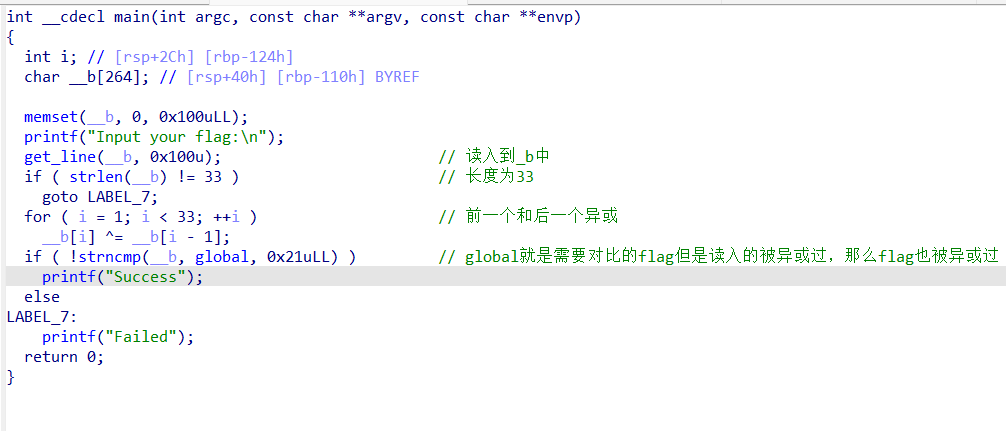 int __cdecl main(int argc, const char **argv, const char **envp)
{
  int i; // [rsp+2Ch] [rbp-124h]
  char __b[264]; // [rsp+40h] [rbp-110h] BYREF

  memset(__b, 0, 0x100uLL);
  printf("Input your flag:\n");
  get_line(__b, 0x100u);                        // 读入到_b中
  if ( strlen(__b) != 33 )                      // 长度为33
    goto LABEL_7;
  for ( i = 1; i < 33; ++i )                    // 前一个和后一个异或
    __b[i] ^= __b[i - 1];
  if ( !strncmp(__b, global, 0x21uLL) )         // global就是需要对比的flag但是读入的被异或过，那么flag也被异或过
    printf("Success");
  else
LABEL_7:
    printf("Failed");
  return 0;
}